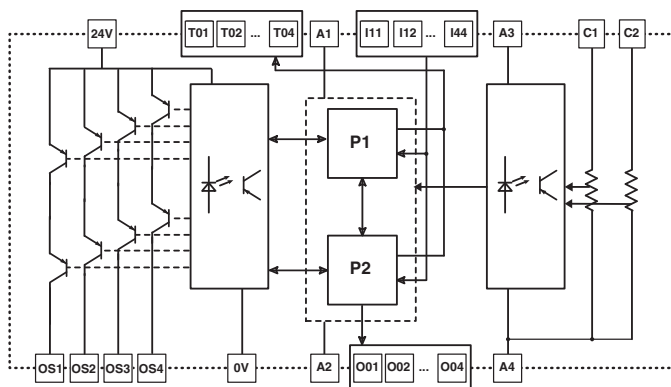 24V T01 T02 ... T04 A1 I11 I12 ... I44 A3 C1 C2
P1
P2
OS1 OS2 OS3 OS4 0V A2 O01 O02 ... O04 A4